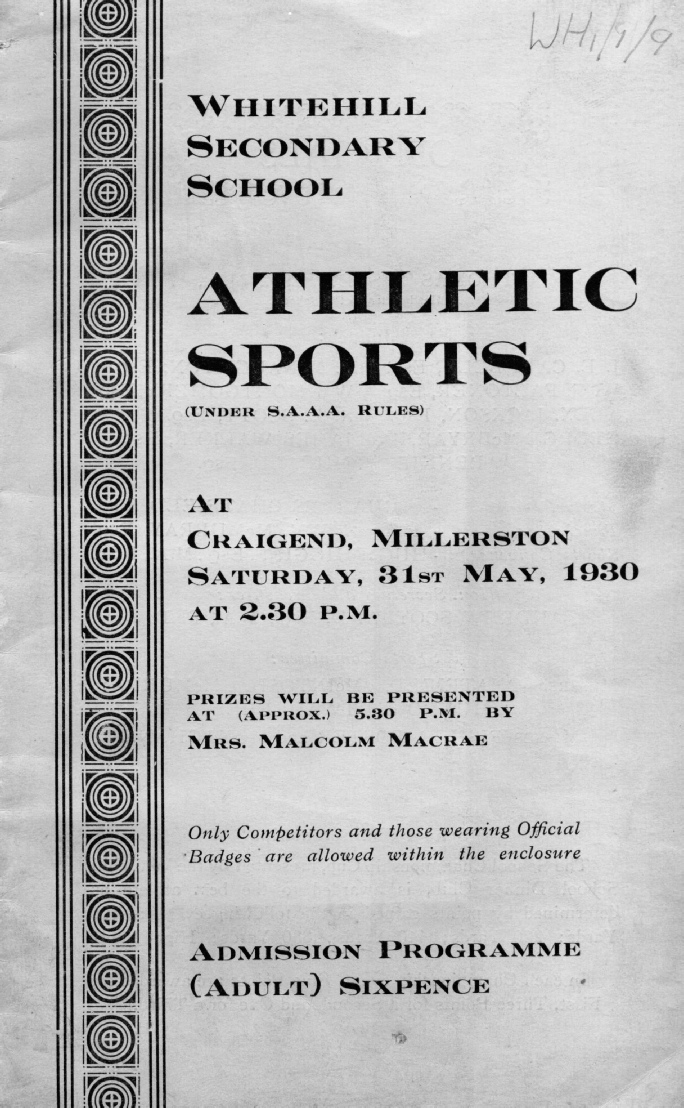 WH1/1/9
WHITEHILL
SECONDARY
SCHOOL
ATHLETIC
SPORTS
(UNDER S.A.A.A. RULES)
AT
CRAIGEND, MILLERSTON
SATURDAY, 31ST MAY, 1930
AT 2.30 P.M.
PRIZES WILL BE PRESENTED
AT (APPROX.) 5.30 P.M. BY
MRS. MALCOLM MACRAE
Only Competitors and those wearing Official
Badges are allowed within the enclosure
ADMISSION PROGRAMME
(ADULT) SIXPENCE